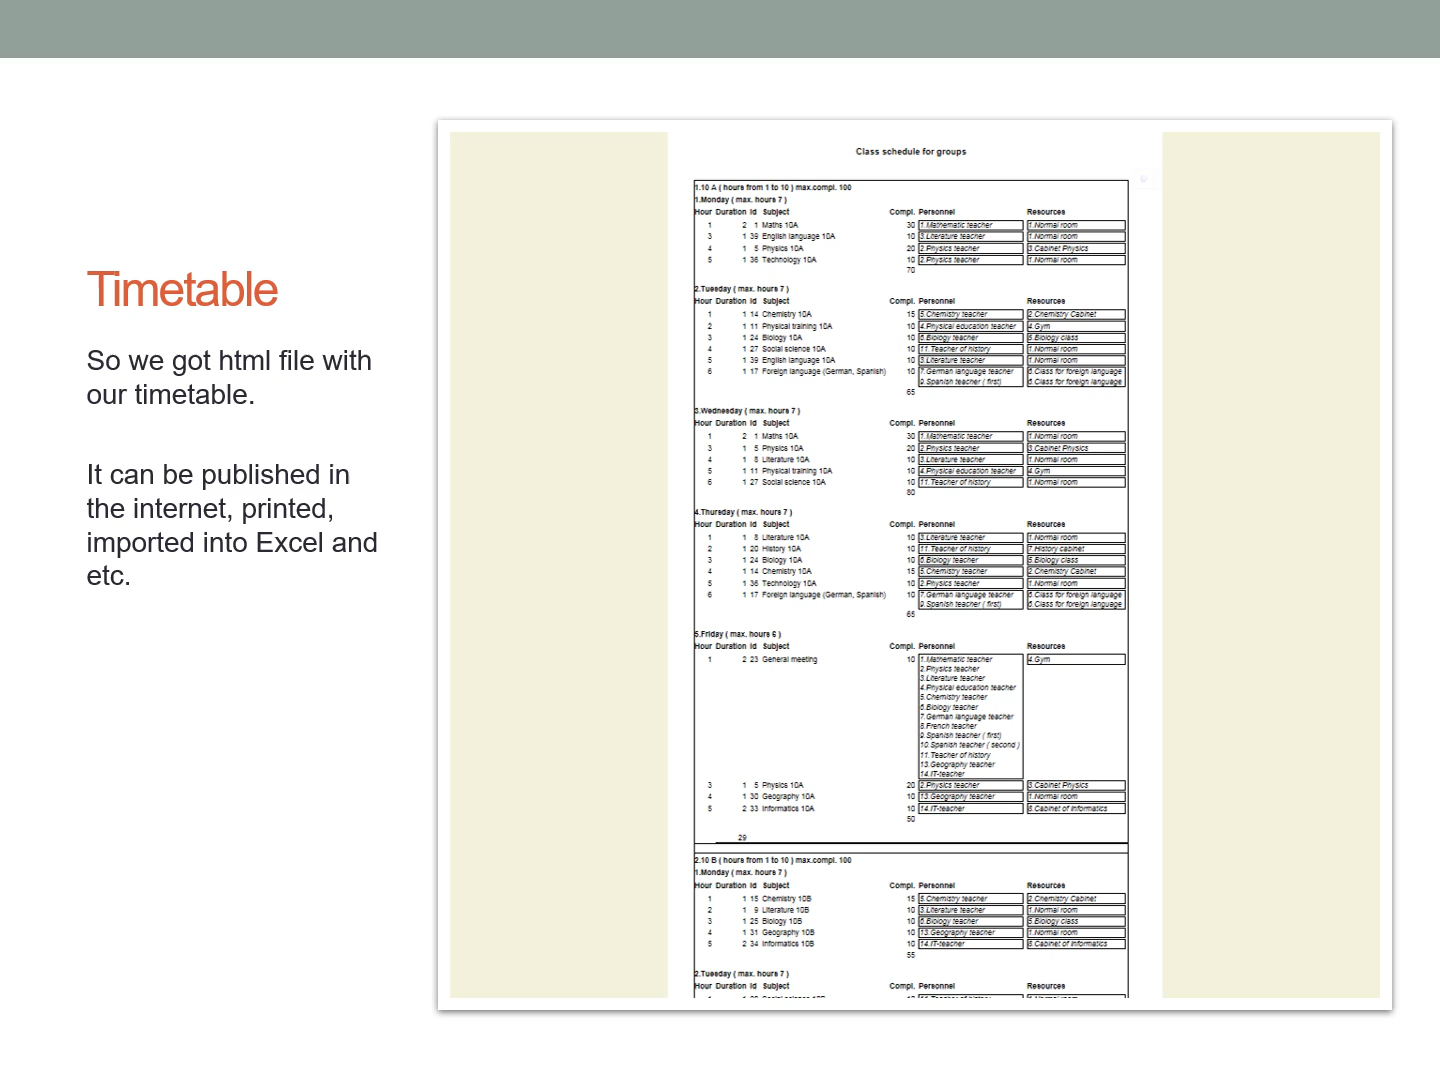 Timetable
So we got html file with
our timetable.
It can be published in
the internet, printed,
imported into Excel and
etc.
Class schedule for groups
1.10 A ( hours from 1 to 10 ) max.compl. 100
1.Monday ( max. hours 7 )
Hour Duration Id Subject Compl. Personnel Resources
1 2 1 Maths 10A 30 1.Mathematic teacher 1.Normal room
3 1 39 English language 10A 10 3.Literature teacher 1.Normal room
4 1 5 Physics 10A 20 2.Physics teacher 3.Cabinet Physics
5 1 36 Technology 10A 10 2.Physics teacher 1.Normal room
70
2.Tuesday ( max. hours 7 )
Hour Duration Id Subject Compl. Personnel Resources
1 1 14 Chemistry 10A 15 5.Chemistry teacher 2.Chemistry Cabinet
2 1 11 Physical training 10A 10 4.Physical education teacher 4.Gym
3 1 24 Biology 10A 10 6.Biology teacher 5.Biology class
4 1 27 Social science 10A 10 11.Teacher of history 1.Normal room
5 1 39 English language 10A 10 3.Literature teacher 1.Normal room
6 1 17 Foreign language (German, Spanish) 10 7.German language teacher 6.Class for foreign language
9.Spanish teacher ( first) 6.Class for foreign language
65
3.Wednesday ( max. hours 7 )
Hour Duration Id Subject Compl. Personnel Resources
1 2 1 Maths 10A 30 1.Mathematic teacher 1.Normal room
3 1 5 Physics 10A 20 2.Physics teacher 3.Cabinet Physics
4 1 8 Literature 10A 10 3.Literature teacher 1.Normal room
5 1 11 Physical training 10A 10 4.Physical education teacher 4.Gym
6 1 27 Social science 10A 10 11.Teacher of history 1.Normal room
80
4.Thursday ( max. hours 7 )
Hour Duration Id Subject Compl. Personnel Resources
1 1 8 Literature 10A 10 3.Literature teacher 1.Normal room
2 1 20 History 10A 10 11.Teacher of history 7.History cabinet
3 1 24 Biology 10A 10 6.Biology teacher 5.Biology class
4 1 14 Chemistry 10A 15 5.Chemistry teacher 2.Chemistry Cabinet
5 1 36 Technology 10A 10 2.Physics teacher 1.Normal room
6 1 17 Foreign language (German, Spanish) 10 7.German language teacher 6.Class for foreign language
9.Spanish teacher ( first) 6.Class for foreign language
65
5.Friday ( max. hours 6 )
Hour Duration Id Subject Compl. Personnel Resources
1 2 23 General meeting 10 1.Mathematic teacher 4.Gym
2.Physics teacher
3.Literature teacher
4.Physical education teacher
5.Chemistry teacher
6.Biology teacher
7.German language teacher
8.French teacher
9.Spanish teacher ( first)
10.Spanish teacher ( second )
11.Teacher of history
13.Geography teacher
14.IT-teacher
3 1 5 Physics 10A 20 2.Physics teacher 3.Cabinet Physics
4 1 30 Geography 10A 10 13.Geography teacher 1.Normal room
5 2 33 Informatics 10A 10 14.IT-teacher 8.Cabinet of Informatics
50
29
2.10 B ( hours from 1 to 10 ) max.compl. 100
1.Monday ( max. hours 7 )
Hour Duration Id Subject Compl. Personnel Resources
1 1 15 Chemistry 10B 15 5.Chemistry teacher 2.Chemistry Cabinet
2 1 9 Literature 10B 10 3.Literature teacher 1.Normal room
3 1 25 Biology 10B 10 6.Biology teacher 5.Biology class
4 1 31 Geography 10B 10 13.Geography teacher 1.Normal room
5 2 34 Informatics 10B 10 14.IT-teacher 8.Cabinet of Informatics
55
2.Tuesday ( max. hours 7 )
Hour Duration Id Subject Compl. Personnel Resources